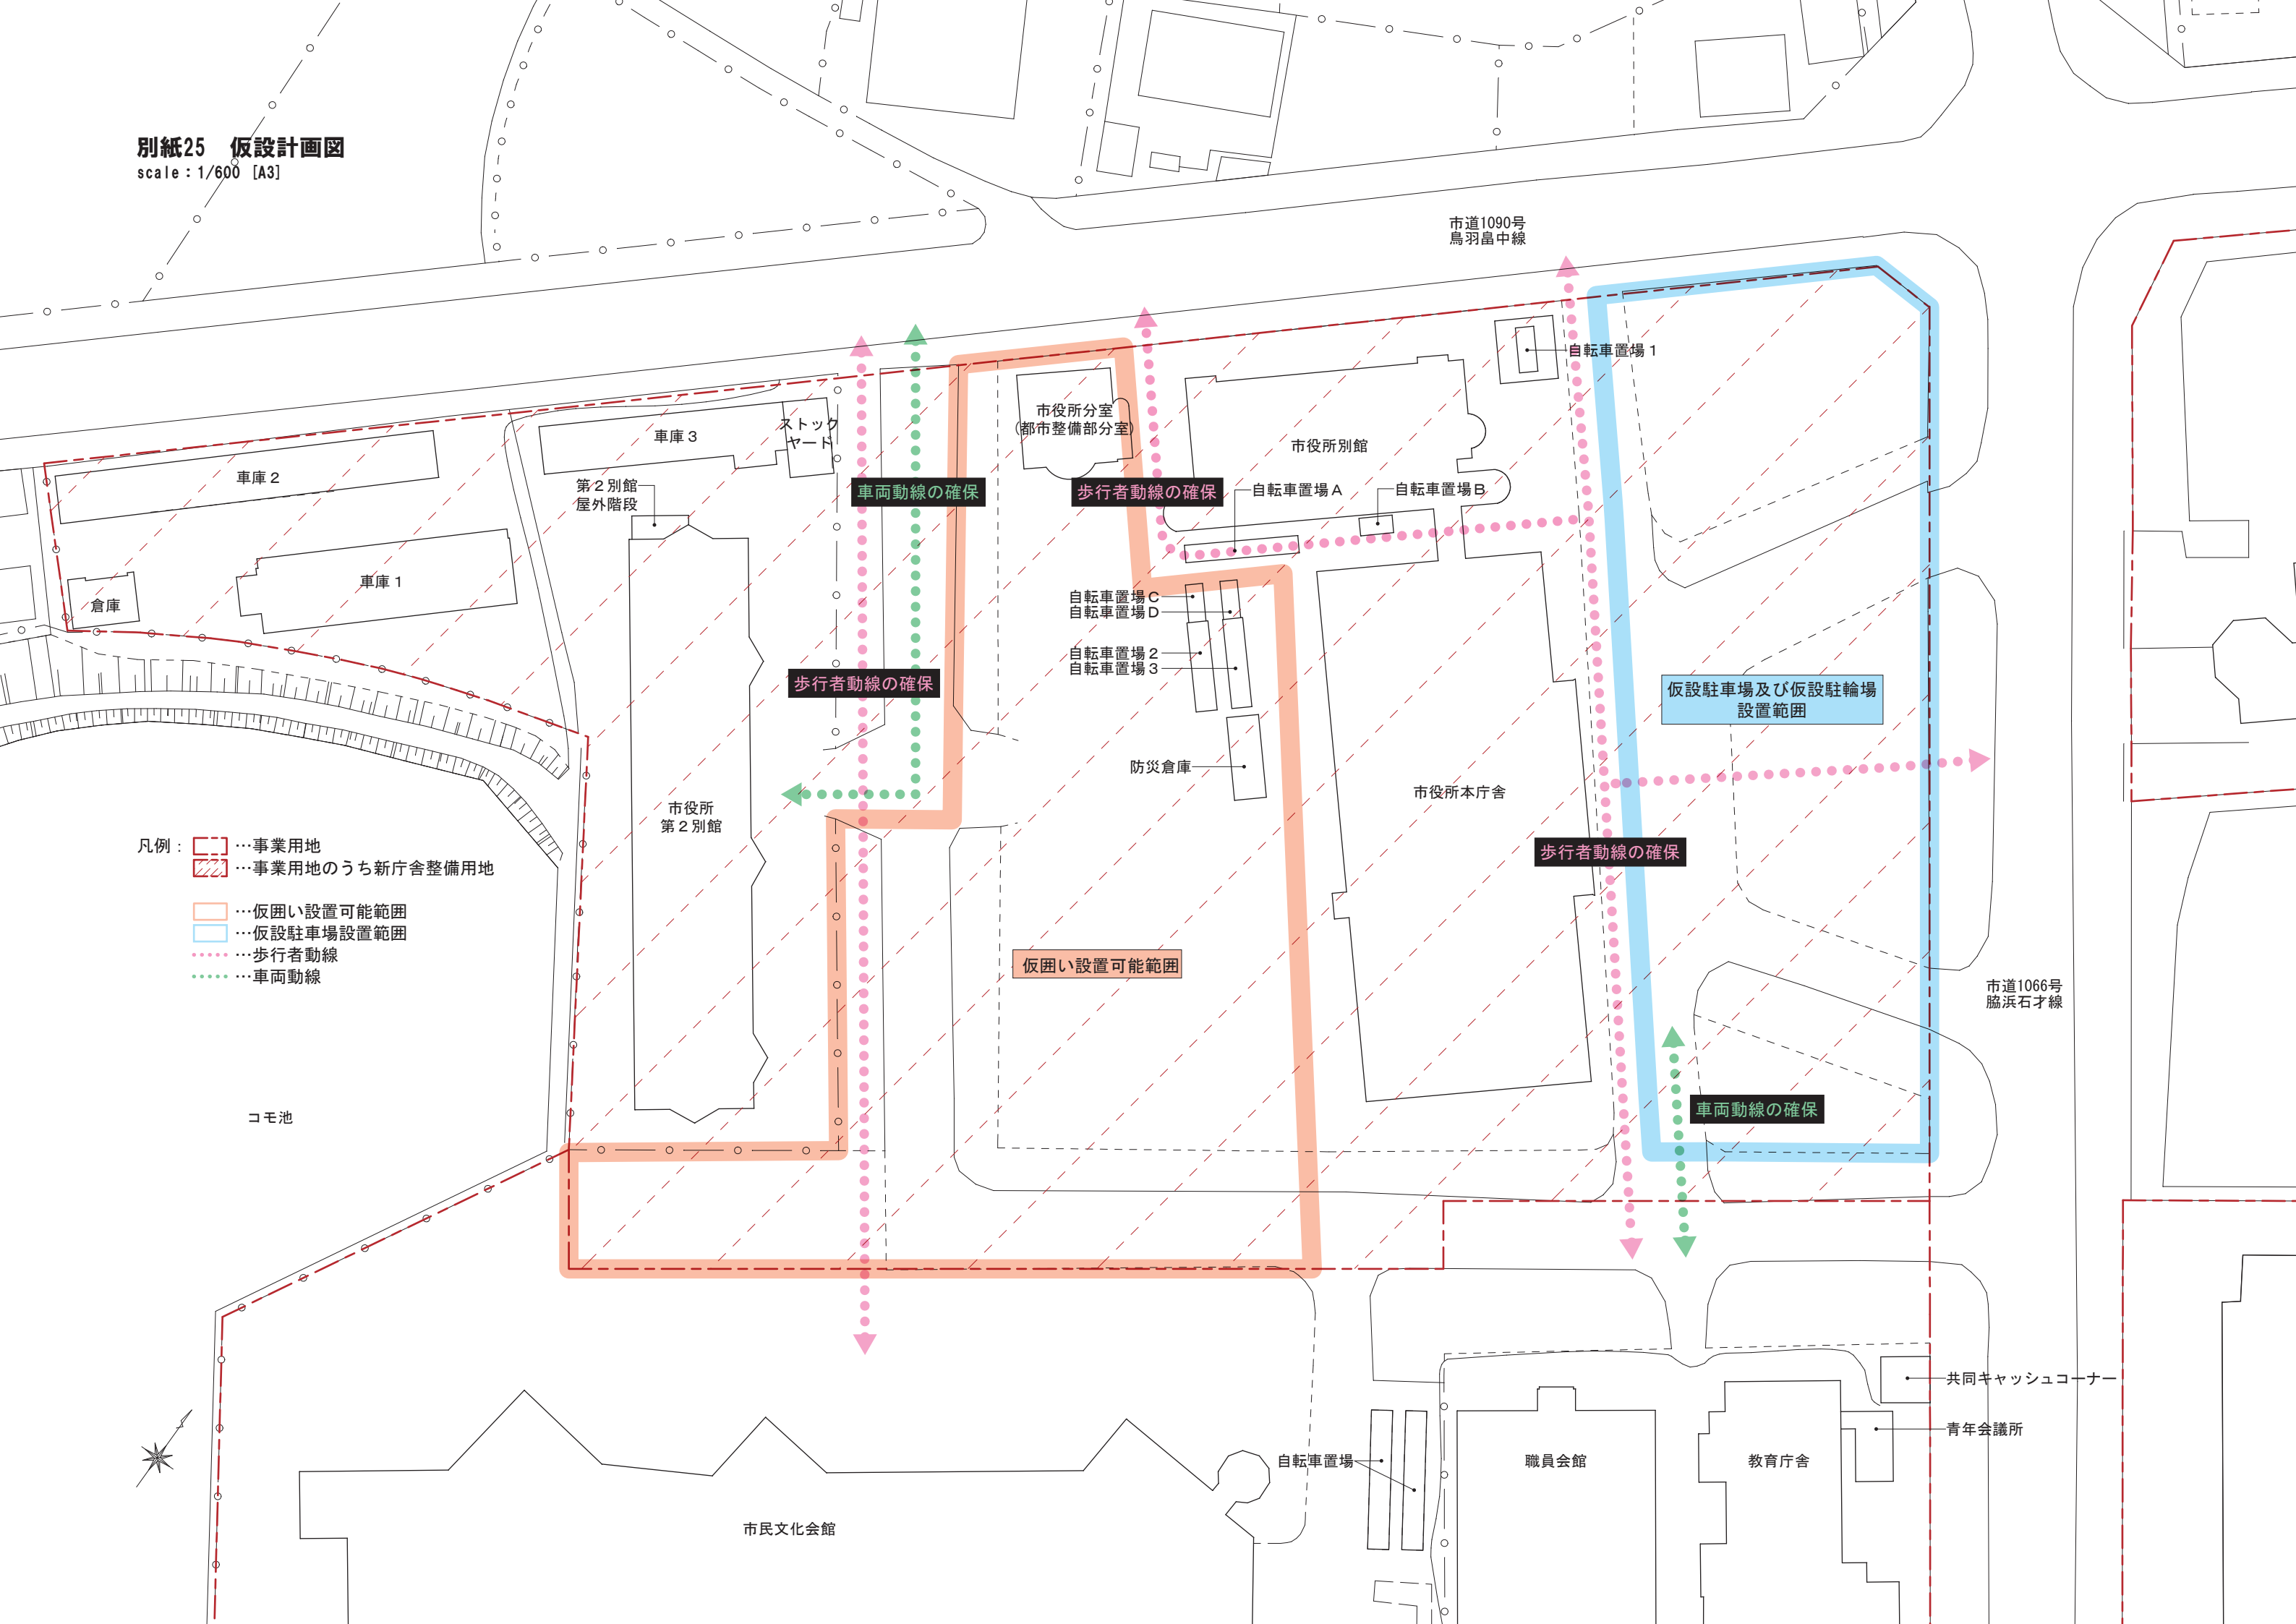 別紙25　仮設計画図
scale：1/600 [A3]
市道1090号
鳥羽畠中線
自転車置場１
市役所分室
(都市整備部分室)
市役所別館
ストック
ヤード
車庫３
車庫２
第２別館
屋外階段
車両動線の確保
歩行者動線の確保
自転車置場Ａ
自転車置場Ｂ
車庫１
倉庫
自転車置場Ｃ
自転車置場Ｄ
自転車置場２
自転車置場３
歩行者動線の確保
仮設駐車場及び仮設駐輪場
設置範囲
防災倉庫
市役所本庁舎
市役所
第２別館
歩行者動線の確保
凡例：
…事業用地
…事業用地のうち新庁舎整備用地
…仮囲い設置可能範囲
…仮設駐車場設置範囲
…歩行者動線
…車両動線
仮囲い設置可能範囲
市道1066号
脇浜石才線
車両動線の確保
コモ池
共同キャッシュコーナー
青年会議所
自転車置場
職員会館
教育庁舎
市民文化会館